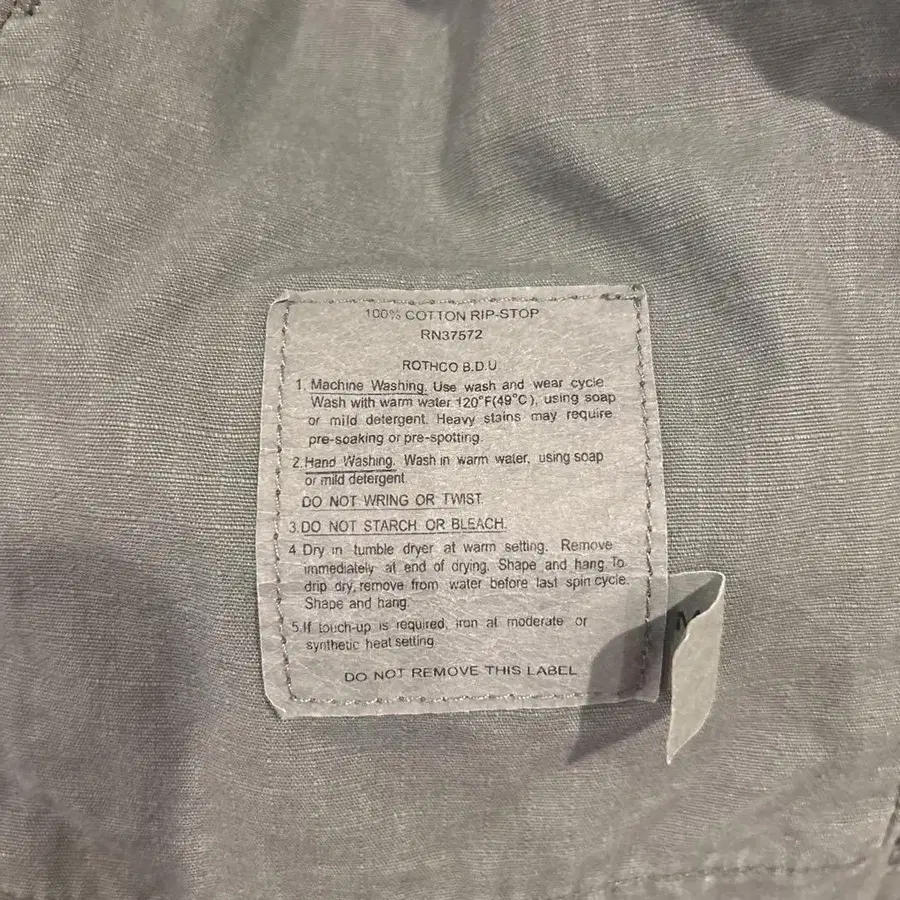 100% COTTON RIP-STOP
RN37572
ROTHCO B.D.U
1. Machine Washing. Use wash and wear cycle
Wash with warm water 120°F(49°C), using soap
or mild detergent. Heavy stains may require
pre-soaking or pre-spotting.
2. Hand Washing. Wash in warm water, using soap
or mild detergent
DO NOT WRING OR TWIST
3. DO NOT STARCH OR BLEACH.
4. Dry in tumble dryer at warm setting. Remove
immediately at end of drying. Shape and hang To
drip dry, remove from water before last spin cycle.
Shape and hang.
5. If touch-up is required, iron at moderate or
synthetic heat setting
DO NOT REMOVE THIS LABEL